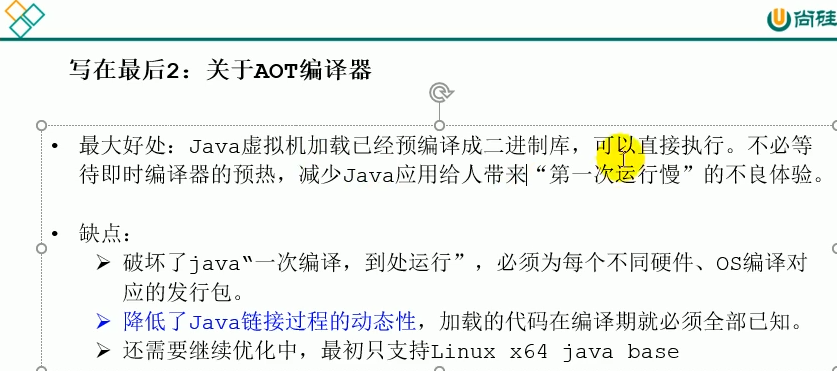 尚硅
写在最后2：关于AOT编译器
• 最大好处：Java虚拟机加载已经预编译成二进制库，可以直接执行。不必等
待即时编译器的预热，减少Java应用给人带来“第一次运行慢”的不良体验。
• 缺点：
➢ 破坏了java“一次编译，到处运行”，必须为每个不同硬件、OS编译对
应的发行包。
➢ 降低了Java链接过程的动态性，加载的代码在编译期就必须全部已知。
➢ 还需要继续优化中，最初只支持Linux x64 java base